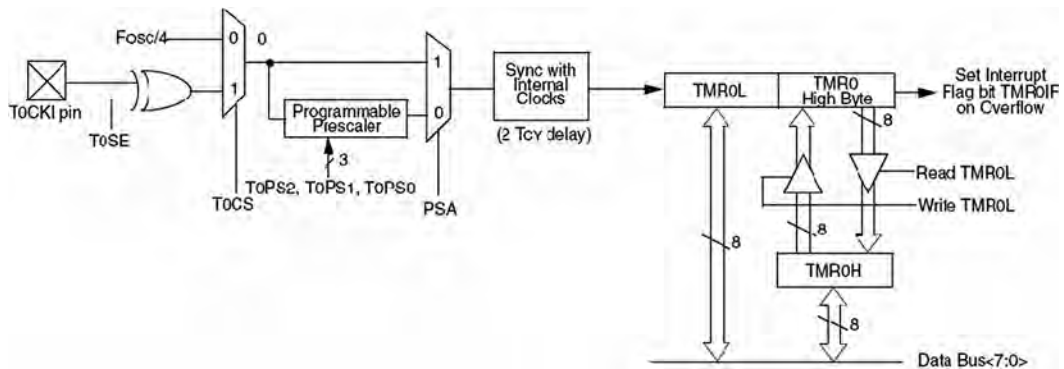 Fosc/4
0
0
1
T0CKI pin
T0SE
T0CS
Programmable
Prescaler
3
T0PS2, T0PS1, T0PS0
1
0
PSA
Sync with
Internal
Clocks
(2 TCY delay)
TMR0L
TMR0
High Byte
Set Interrupt
Flag bit TMR0IF
on Overflow
8
Read TMR0L
Write TMR0L
8
8
TMR0H
8
Data Bus<7:0>